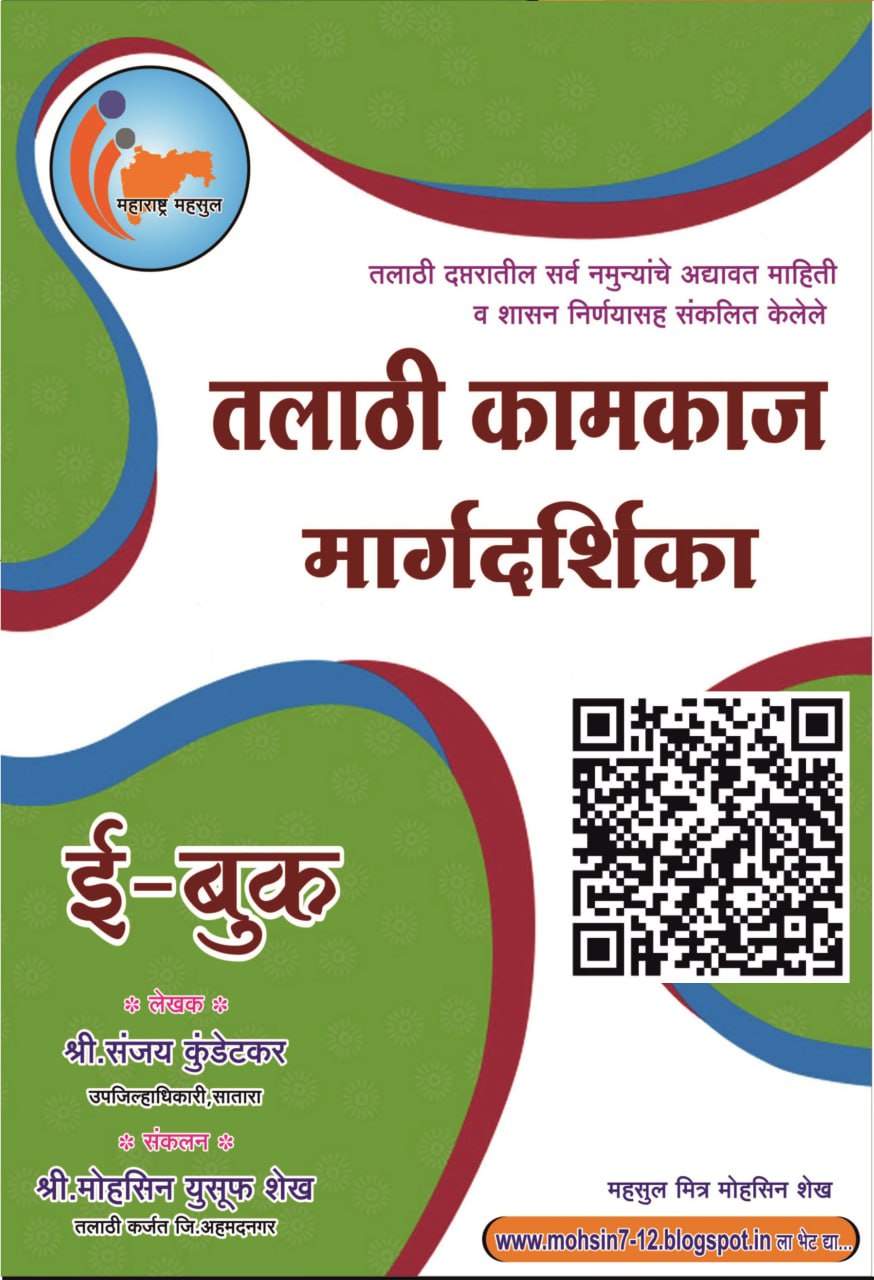 महाराष्ट्र महसुल
तलाठी दप्तरातील सर्व नमुन्यांचे अद्यावत माहिती
व शासन निर्णयासह संकलित केलेले
तलाठी कामकाज
मार्गदर्शिका
ई-बुक
* लेखक *
श्री.संजय कुंडेटकर
उपजिल्हाधिकारी,सातारा
* संकलन *
श्री.मोहसिन युसूफ शेख
तलाठी कर्जत जि.अहमदनगर
महसुल मित्र मोहसिन शेख
www.mohsin7-12.blogspot.in ला भेट द्या...